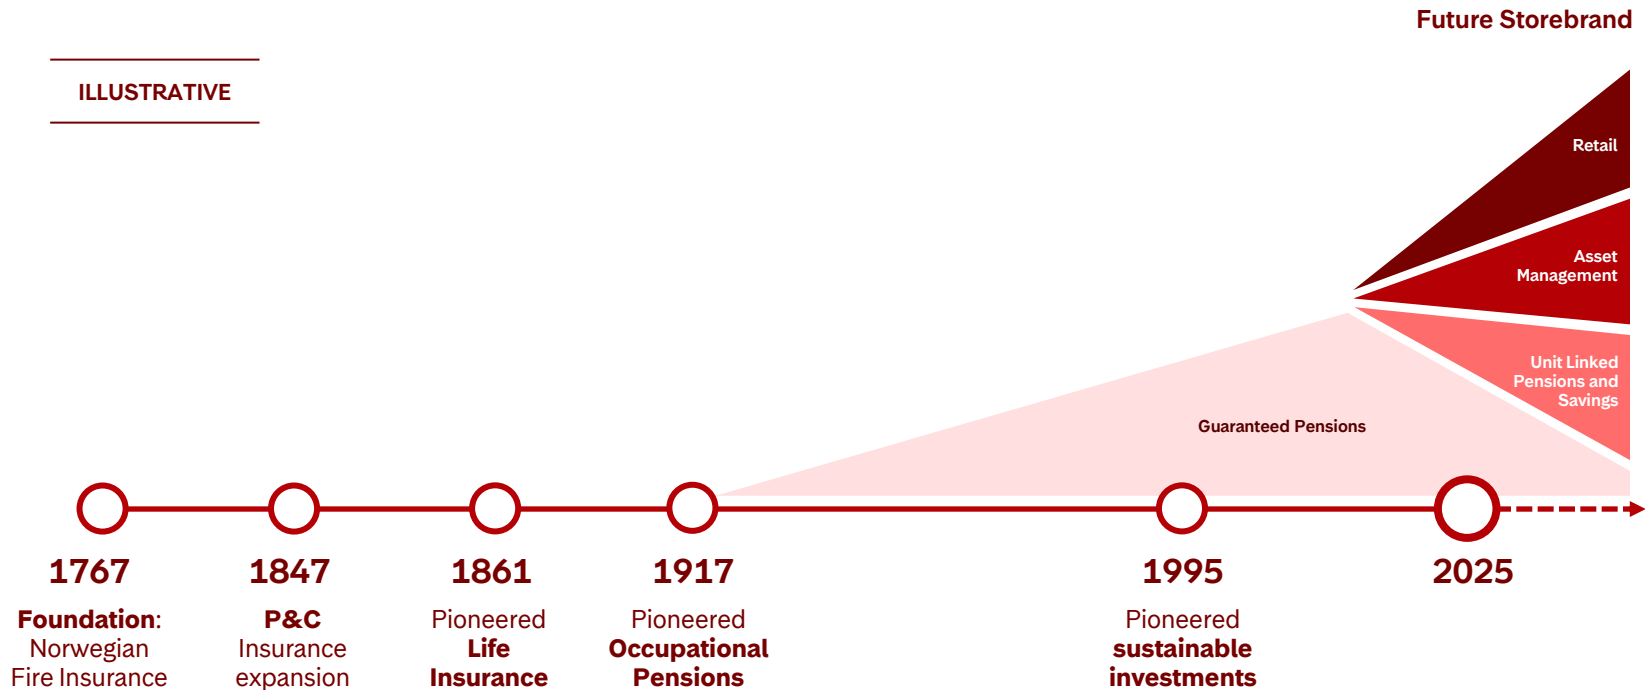 Future Storebrand
ILLUSTRATIVE
Retail
Asset
Management
Unit Linked
Pensions and
Savings
Guaranteed Pensions
1767
Foundation:
Norwegian
Fire Insurance
1847
P&C
Insurance
expansion
1861
Pioneered
Life
Insurance
1917
Pioneered
Occupational
Pensions
1995
Pioneered
sustainable
investments
2025